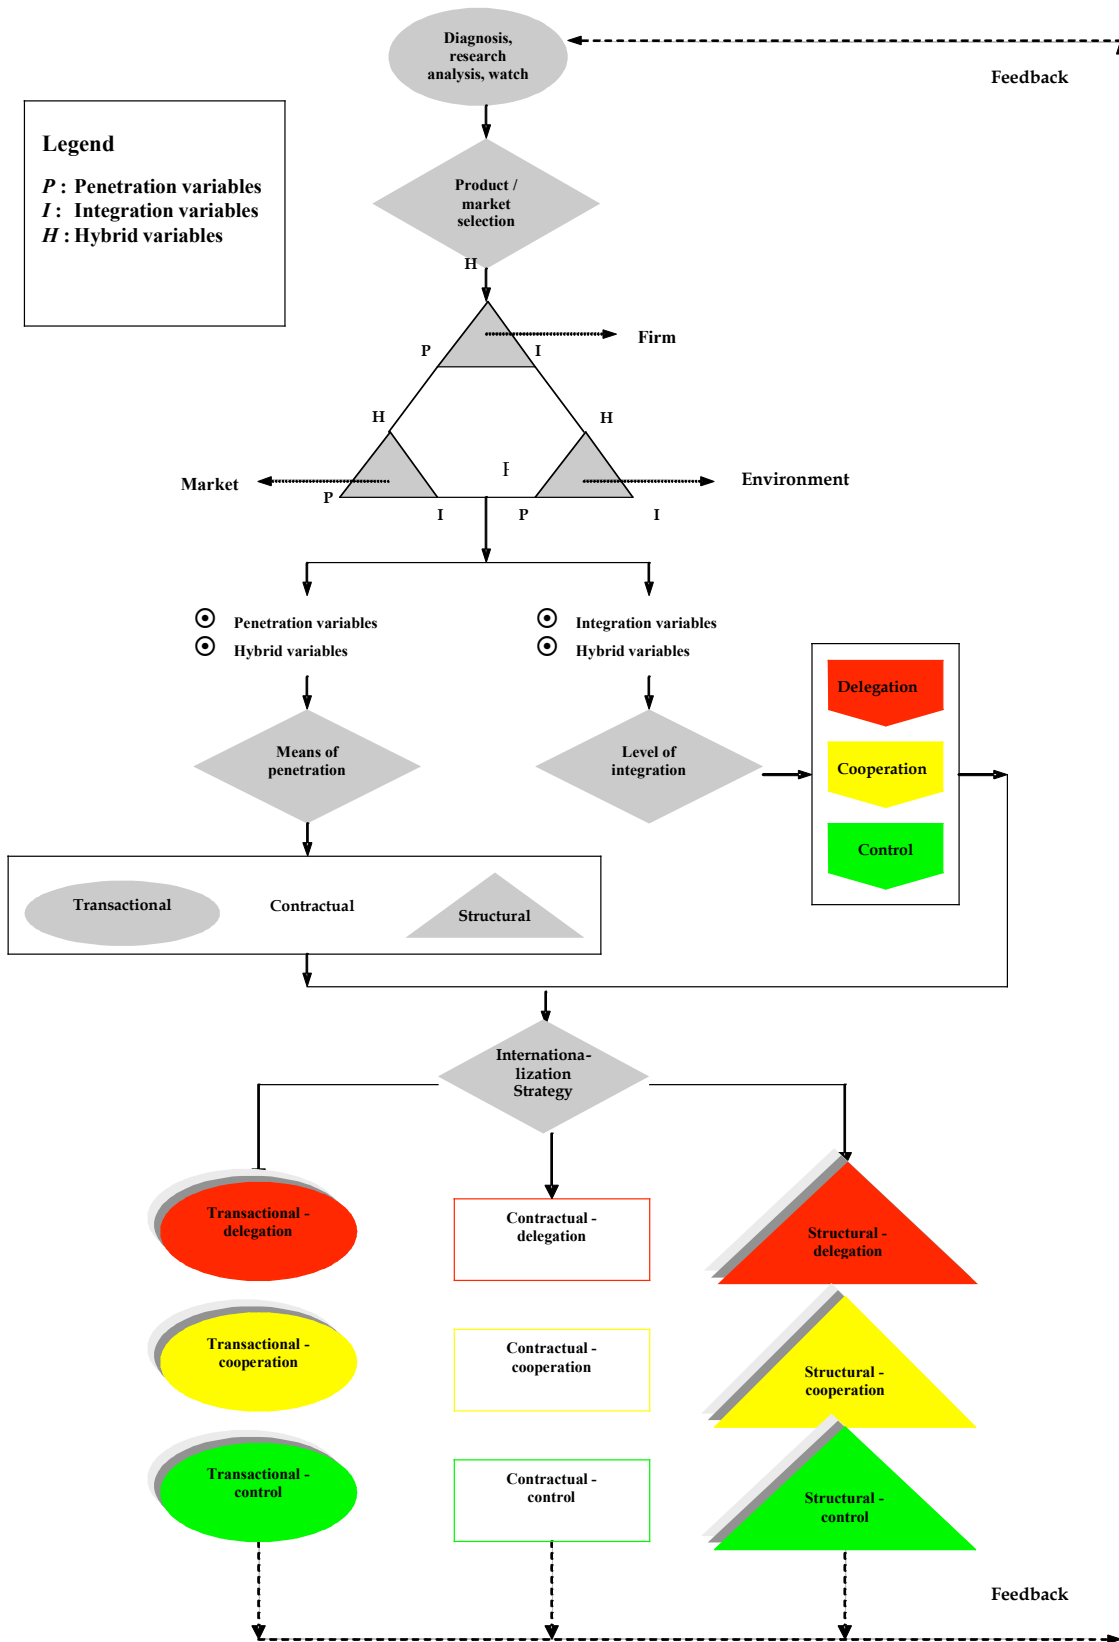 Diagnosis,
research
analysis, watch
Feedback
Legend
P : Penetration variables
I : Integration variables
H : Hybrid variables
Product /
market
selection
H
Firm
P
I
H
H
Market
Environment
P
I
P
I
Penetration variables
Hybrid variables
Integration variables
Hybrid variables
Means of
penetration
Level of
integration
Delegation
Cooperation
Control
Transactional
Contractual
Structural
Internationa-
lization
Strategy
Transactional -
delegation
Contractual -
delegation
Structural -
delegation
Transactional -
cooperation
Contractual -
cooperation
Structural -
cooperation
Transactional -
control
Contractual -
control
Structural -
control
Feedback